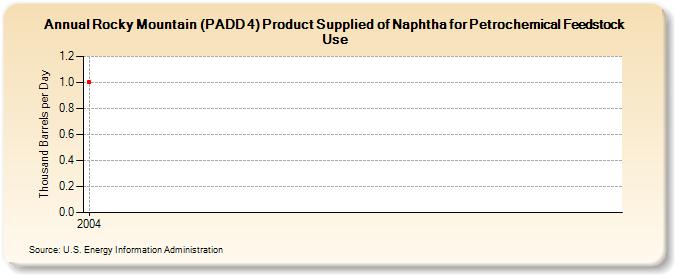 Annual Rocky Mountain (PADD 4) Product Supplied of Naphtha for Petrochemical Feedstock
Use
Thousand Barrels per Day
1.2
1.0
0.8
0.6
0.4
0.2
0.0
2004
Source: U.S. Energy Information Administration